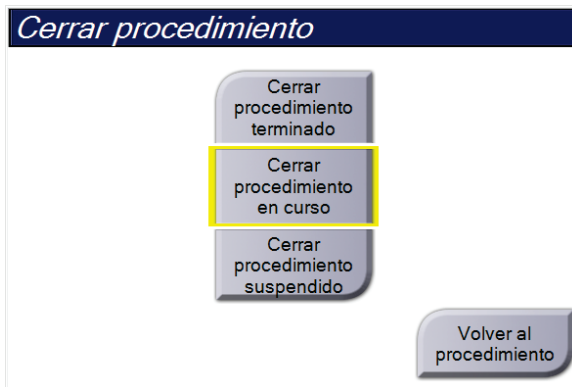 Cerrar procedimiento
Cerrar
procedimiento
terminado
Cerrar
procedimiento
en curso
Cerrar
procedimiento
suspendido
Volver al
procedimiento